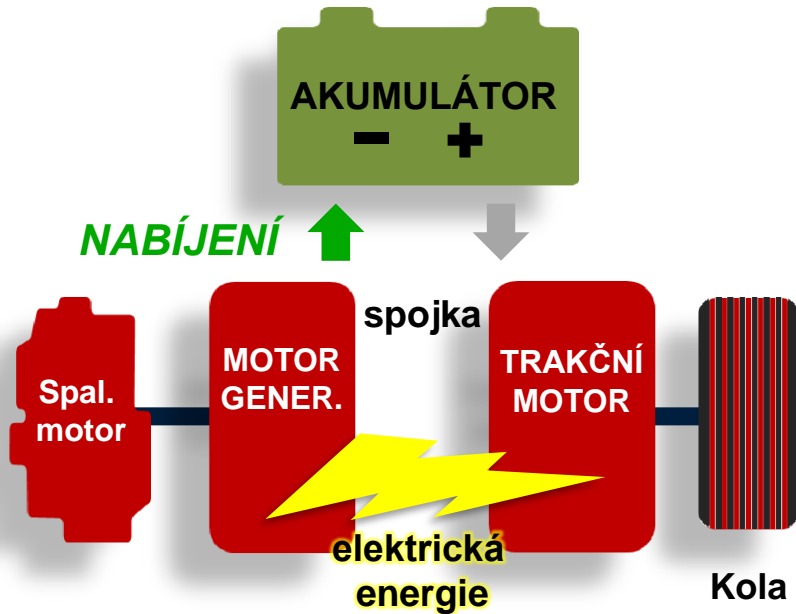 AKUMULÁTOR
- +
NABÍJENÍ
spojka
Spal.
motor
MOTOR
GENER.
TRAKČNÍ
MOTOR
elektrická
energie
Kola